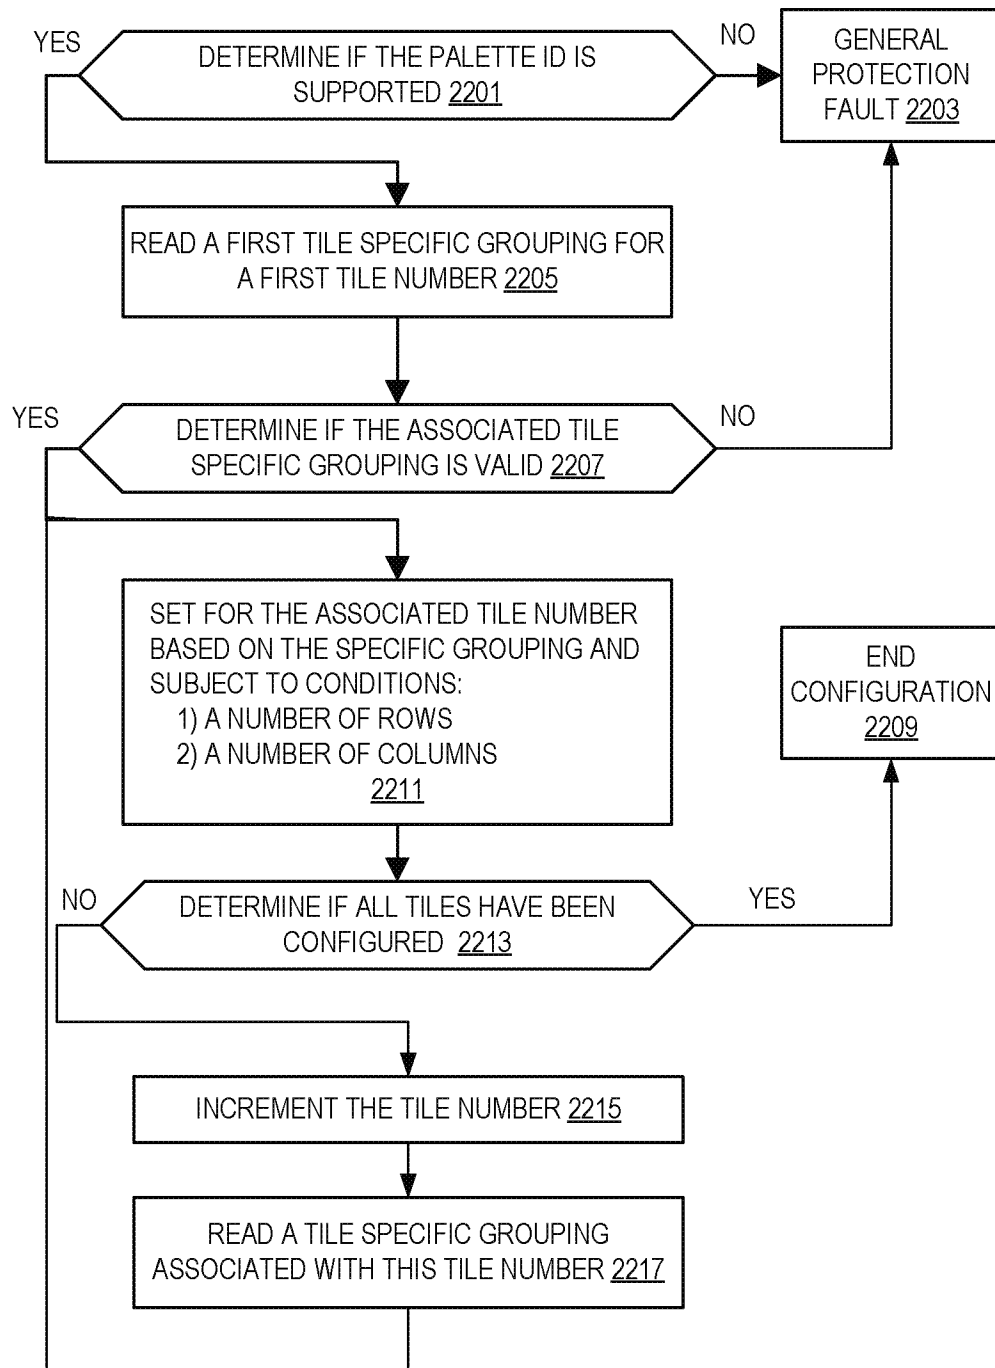 YES
DETERMINE IF THE PALETTE ID IS
SUPPORTED 2201
NO
GENERAL
PROTECTION
FAULT 2203
READ A FIRST TILE SPECIFIC GROUPING FOR
A FIRST TILE NUMBER 2205
YES
DETERMINE IF THE ASSOCIATED TILE
SPECIFIC GROUPING IS VALID 2207
NO
SET FOR THE ASSOCIATED TILE NUMBER
BASED ON THE SPECIFIC GROUPING AND
SUBJECT TO CONDITIONS:
1) A NUMBER OF ROWS
2) A NUMBER OF COLUMNS
2211
END
CONFIGURATION
2209
NO
DETERMINE IF ALL TILES HAVE BEEN
CONFIGURED 2213
YES
INCREMENT THE TILE NUMBER 2215
READ A TILE SPECIFIC GROUPING
ASSOCIATED WITH THIS TILE NUMBER 2217